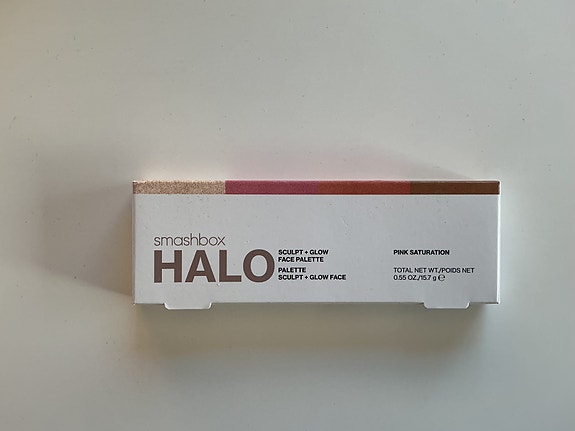 smashbox
HALO
SCULPT + GLOW
FACE PALETTE
PALETTE
SCULPT + GLOW FACE
PINK SATURATION
TOTAL NET WT./POIDS NET
0.55 OZ./15.7 g ℮